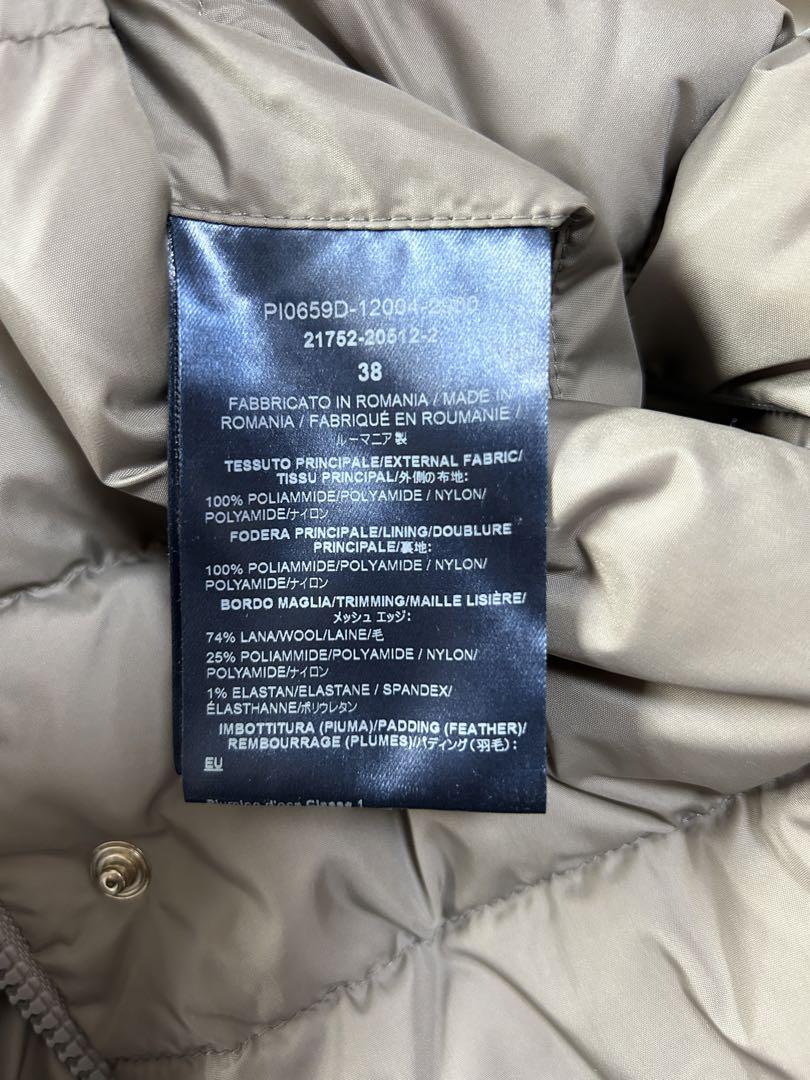 PI0659D-12004-2900
21752-20512-2
38
FABBRICATO IN ROMANIA / MADE IN
ROMANIA / FABRIQUÉ EN ROUMANIE /
ルーマニア製
TESSUTO PRINCIPALE/EXTERNAL FABRIC/
TISSU PRINCIPAL/外側の布地:
100% POLIAMMIDE/POLYAMIDE / NYLON/
POLYAMIDE/ナイロン
FODERA PRINCIPALE/LINING/DOUBLURE
PRINCIPALE/裏地:
100% POLIAMMIDE/POLYAMIDE / NYLON/
POLYAMIDE/ナイロン
BORDO MAGLIA/TRIMMING/MAILLE LISIÈRE/
メッシュ エッジ:
74% LANA/WOOL/LAINE/毛
25% POLIAMMIDE/POLYAMIDE / NYLON/
POLYAMIDE/ナイロン
1% ELASTAN/ELASTANE / SPANDEX/
ÉLASTHANNE/ポリウレタン
IMBOTTITURA (PIUMA)/PADDING (FEATHER)/
REMBOURRAGE (PLUMES)/パディング(羽毛):
EU
d'oca Classe 1